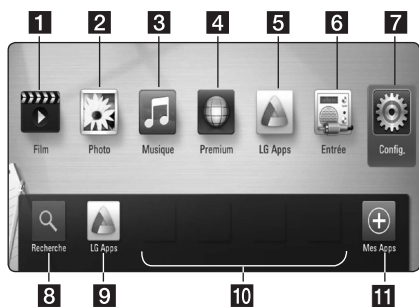 1 2 3 4 5 6 7
Film Photo Musique Premium LG Apps Entrée Config.
Recherche LG Apps Mes Apps
8 9 10 11